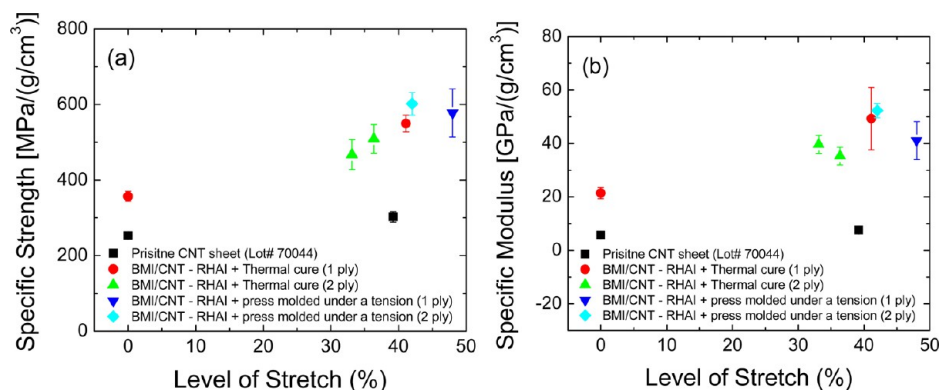 (a)
Specific Strength [MPa/(g/cm³)]
800
600
400
200
0
Prisitne CNT sheet (Lot# 70044)
BMI/CNT - RHAI + Thermal cure (1 ply)
BMI/CNT - RHAI + Thermal cure (2 ply)
BMI/CNT - RHAI + press molded under a tension (1 ply)
BMI/CNT - RHAI + press molded under a tension (2 ply)
0 10 20 30 40 50
Level of Stretch (%)
(b)
Specific Modulus [GPa/(g/cm³)]
80
60
40
20
0
-20
Prisitne CNT sheet (Lot# 70044)
BMI/CNT - RHAI + Thermal cure (1 ply)
BMI/CNT - RHAI + Thermal cure (2 ply)
BMI/CNT - RHAI + press molded under a tension (1 ply)
BMI/CNT - RHAI + press molded under a tension (2 ply)
0 10 20 30 40 50
Level of Stretch (%)